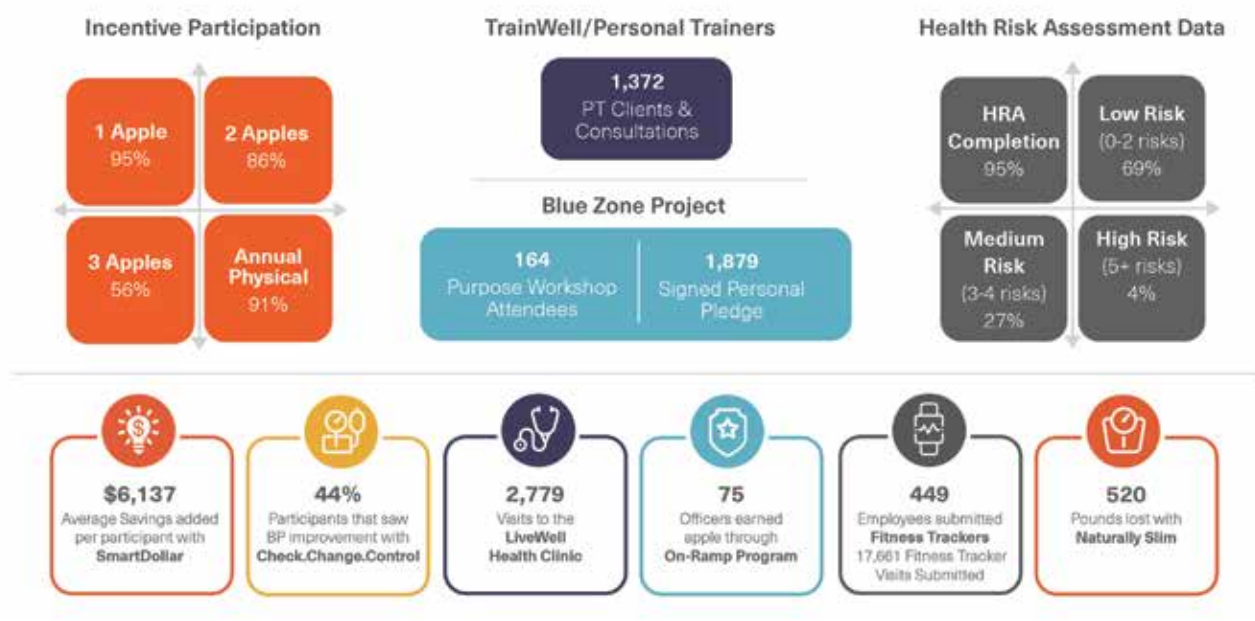 Incentive Participation
1 Apple
95%
2 Apples
86%
3 Apples
56%
Annual
Physical
91%
TrainWell/Personal Trainers
1,372
PT Clients &
Consultations
Blue Zone Project
164
Purpose Workshop
Attendees
1,879
Signed Personal
Pledge
Health Risk Assessment Data
HRA
Completion
95%
Low Risk
(0-2 risks)
69%
Medium
Risk
(3-4 risks)
27%
High Risk
(5+ risks)
4%
$6,137
Average Savings added
per participant with
SmartDollar
44%
Participants that saw
BP improvement with
Check.Change.Control
2,779
Visits to the
LiveWell
Health Clinic
75
Officers earned
apple through
On-Ramp Program
449
Employees submitted
Fitness Trackers
17,661 Fitness Tracker
Visits Submitted
520
Pounds lost with
Naturally Slim